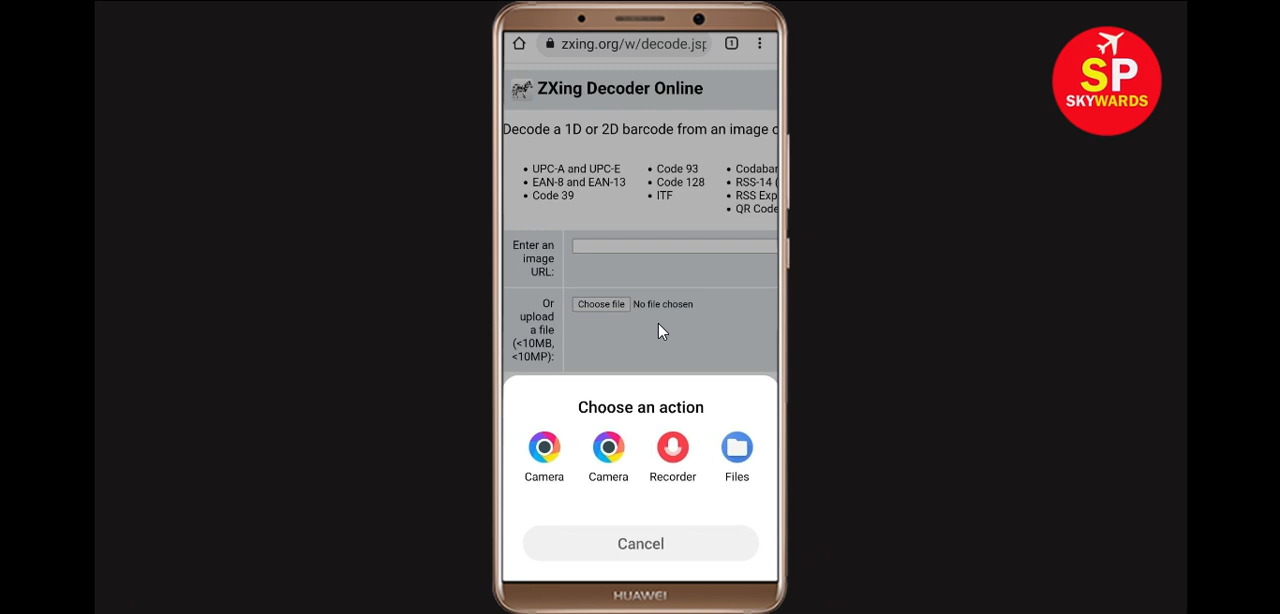 zxing.org/w/decode.jsp
1
ZXing Decoder Online
Decode a 1D or 2D barcode from an image
UPC-A and UPC-E
EAN-8 and EAN-13
Code 39
Code 93
Code 128
ITF
Codabar
RSS-14 (
RSS Exp
QR Code
Enter an
image
URL:
Or
upload
a file
(<10MB,
<10MP):
Choose file No file chosen
Choose an action
Camera
Camera
Recorder
Files
Cancel
HUAWEI
SP
SKYWARDS